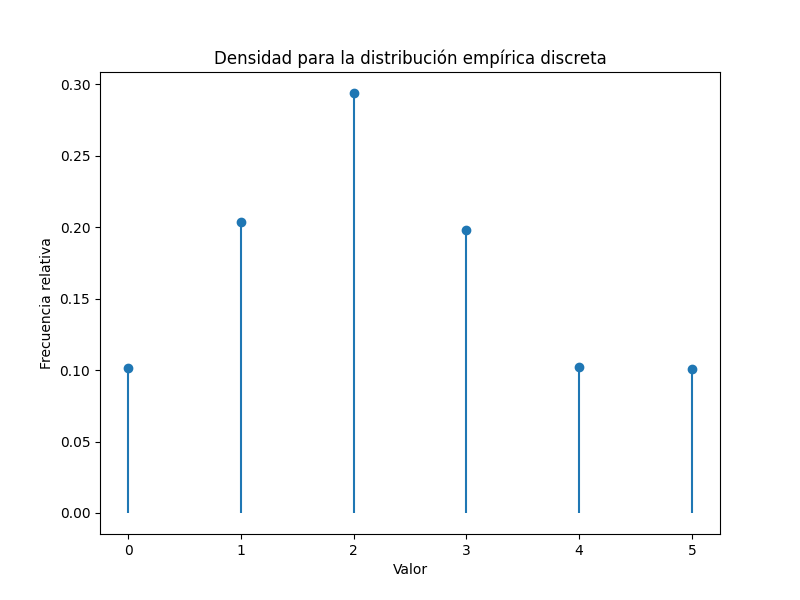 Densidad para la distribución empírica discreta
Frecuencia relativa
0.30
0.25
0.20
0.15
0.10
0.05
0.00
0 1 2 3 4 5
Valor